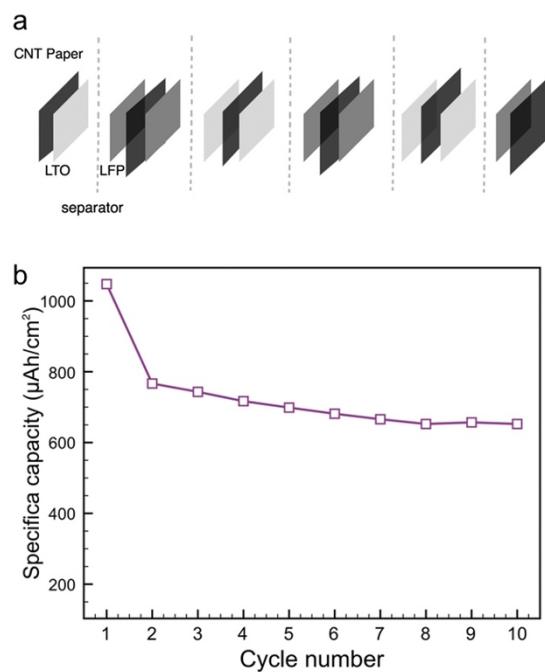 a
CNT Paper
LTO LFP
separator
b
Specifica capacity (µAh/cm²)
1000
800
600
400
200
1 2 3 4 5 6 7 8 9 10
Cycle number